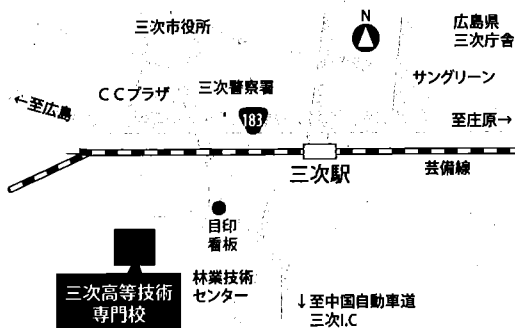 N
三次市役所
広島県
三次庁舎
サングリーン
CCプラザ
三次警察署
←至広島
183
至庄原→
三次駅
芸備線
目印
看板
三次高等技術
専門校
林業技術
センター
↓至中国自動車道
三次I.C